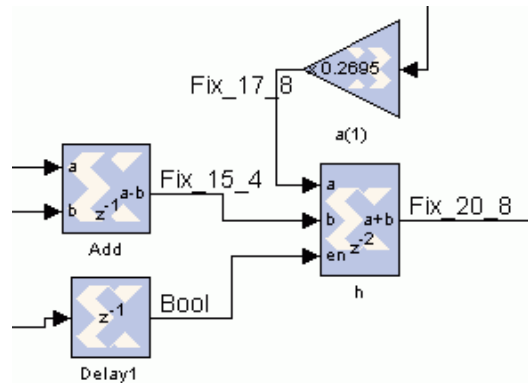 x 0.2695
Fix_17_8
a(1)
a
b
z-1
a-b
Fix_15_4
Add
a
b
en
a+b
z-2
Fix_20_8
h
z-1
Bool
Delay1